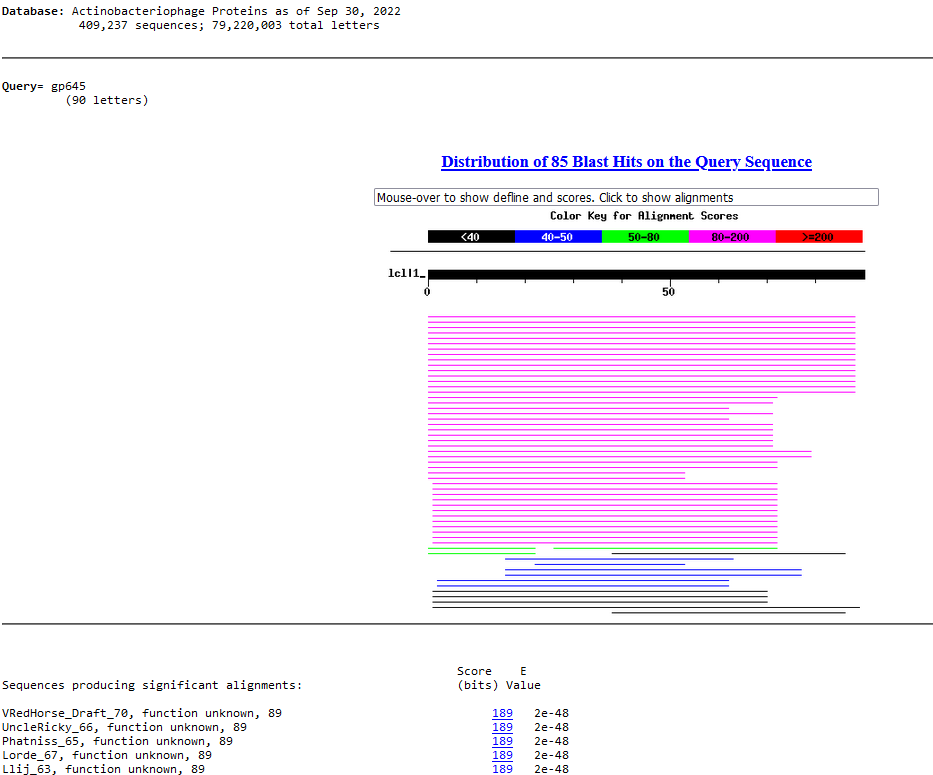 Database: Actinobacteriophage Proteins as of Sep 30, 2022
409,237 sequences; 79,220,003 total letters
Query= gp645
(90 letters)
Distribution of 85 Blast Hits on the Query Sequence
Mouse-over to show defline and scores. Click to show alignments
Color Key for Alignment Scores
<40 40-50 50-80 80-200 >=200
lcl|1_
0 50
Score E
Sequences producing significant alignments: (bits) Value
VRedHorse_Draft_70, function unknown, 89 189 2e-48
UncleRicky_66, function unknown, 89 189 2e-48
Phatniss_65, function unknown, 89 189 2e-48
Lorde_67, function unknown, 89 189 2e-48
Llij_63, function unknown, 89 189 2e-48